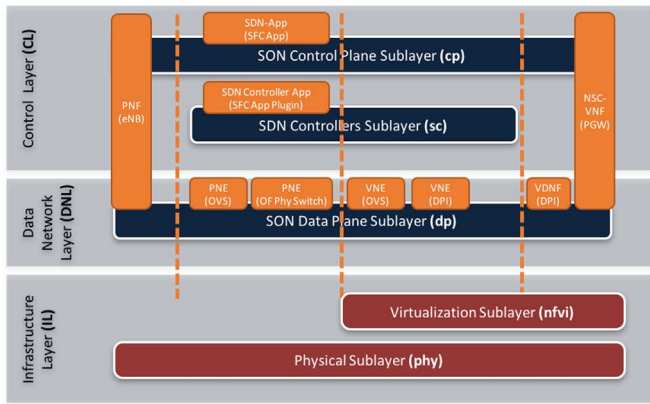 Control Layer (CL)
SDN-App
(SFC App)
SON Control Plane Sublayer (cp)
PNF
(eNB)
SDN Controller App
(SFC App Plugin)
SDN Controllers Sublayer (sc)
NSC-
VNF
(PGW)
Data
Network
Layer (DNL)
PNE
(OVS)
PNE
(OF Phy Switch)
VNE
(OVS)
VNE
(DPI)
VDNF
(DPI)
SON Data Plane Sublayer (dp)
Infrastructure
Layer (IL)
Virtualization Sublayer (nfvi)
Physical Sublayer (phy)